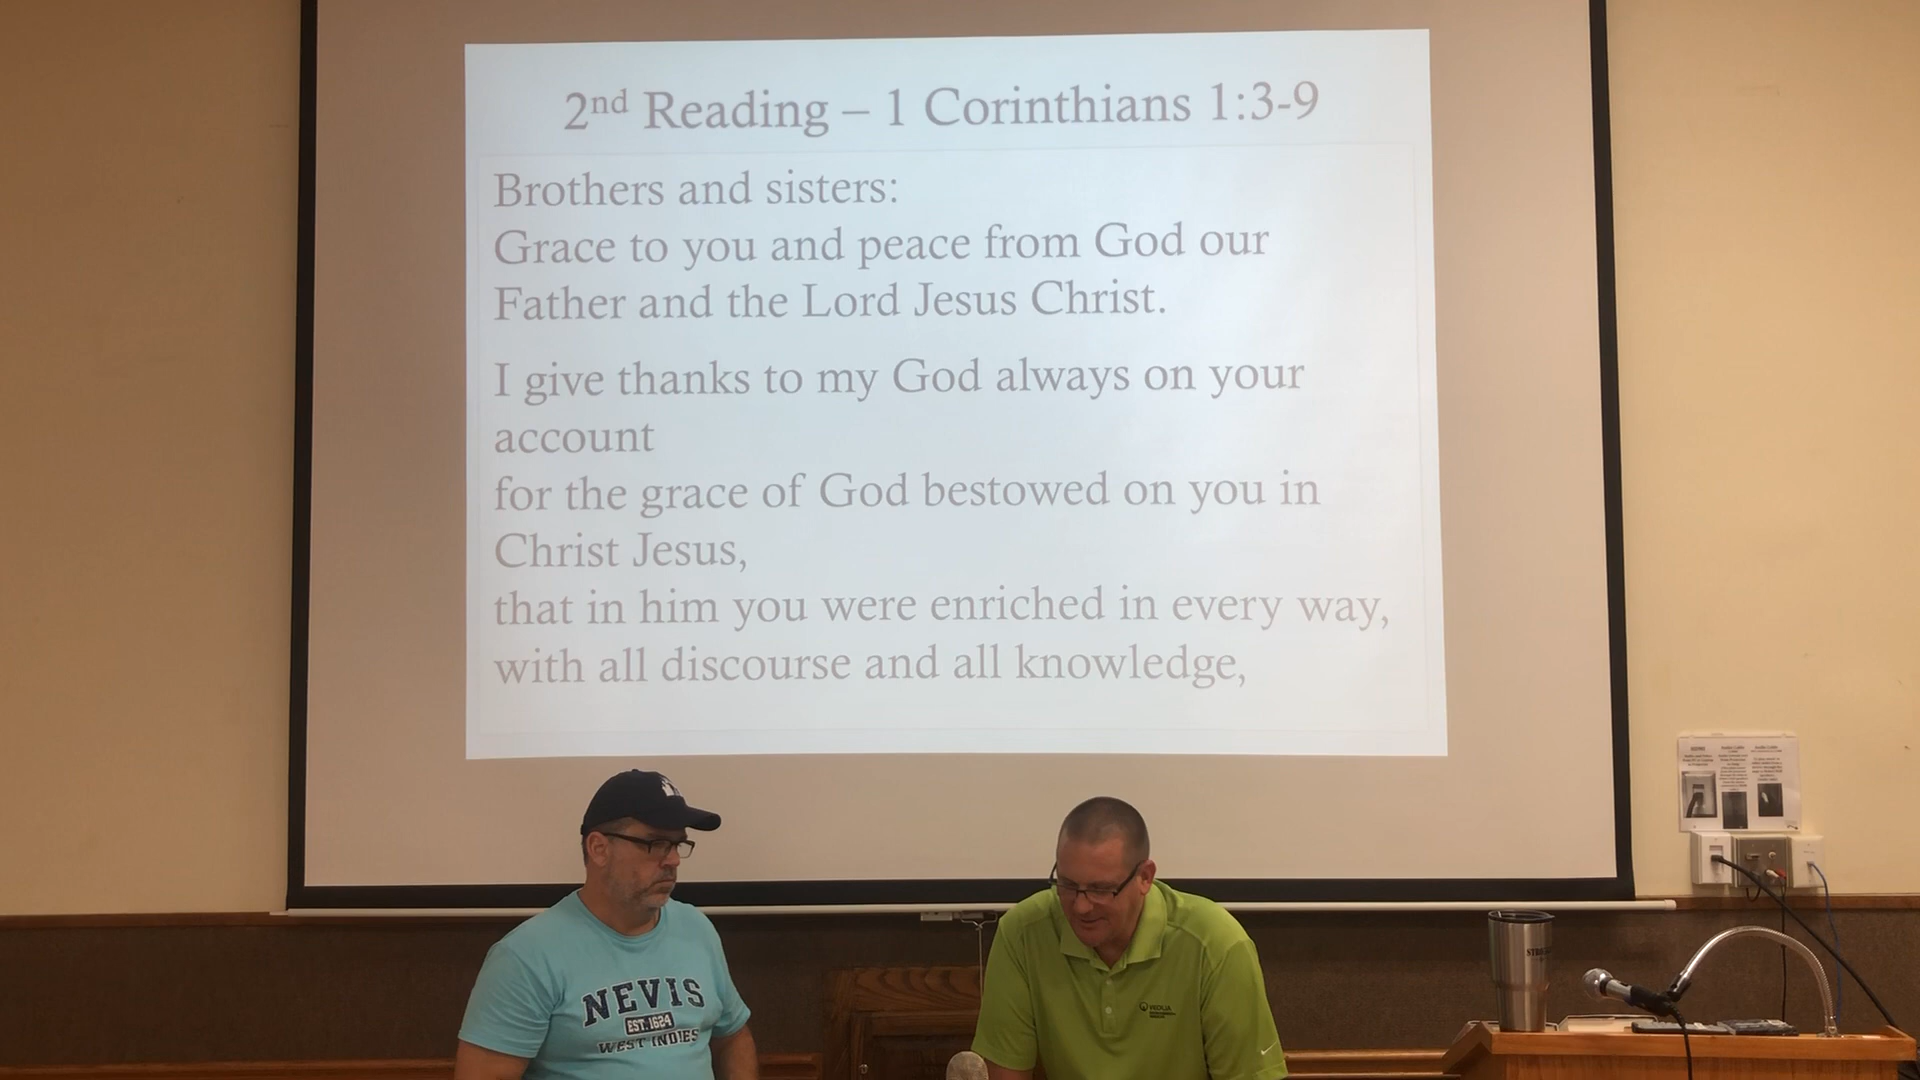 2nd Reading – 1 Corinthians 1:3-9
Brothers and sisters:
Grace to you and peace from God our
Father and the Lord Jesus Christ.
I give thanks to my God always on your
account
for the grace of God bestowed on you in
Christ Jesus,
that in him you were enriched in every way,
with all discourse and all knowledge,
NEVIS
EST. 1624
WEST INDIES
VEOLIA